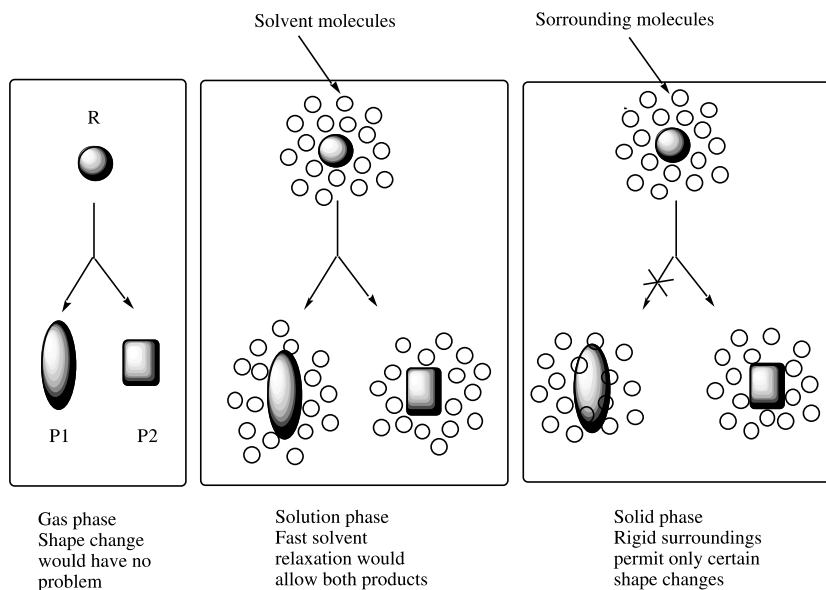 Solvent molecules
Sorrounding molecules
R
P1
P2
Gas phase
Shape change
would have no
problem
Solution phase
Fast solvent
relaxation would
allow both products
Solid phase
Rigid surroundings
permit only certain
shape changes